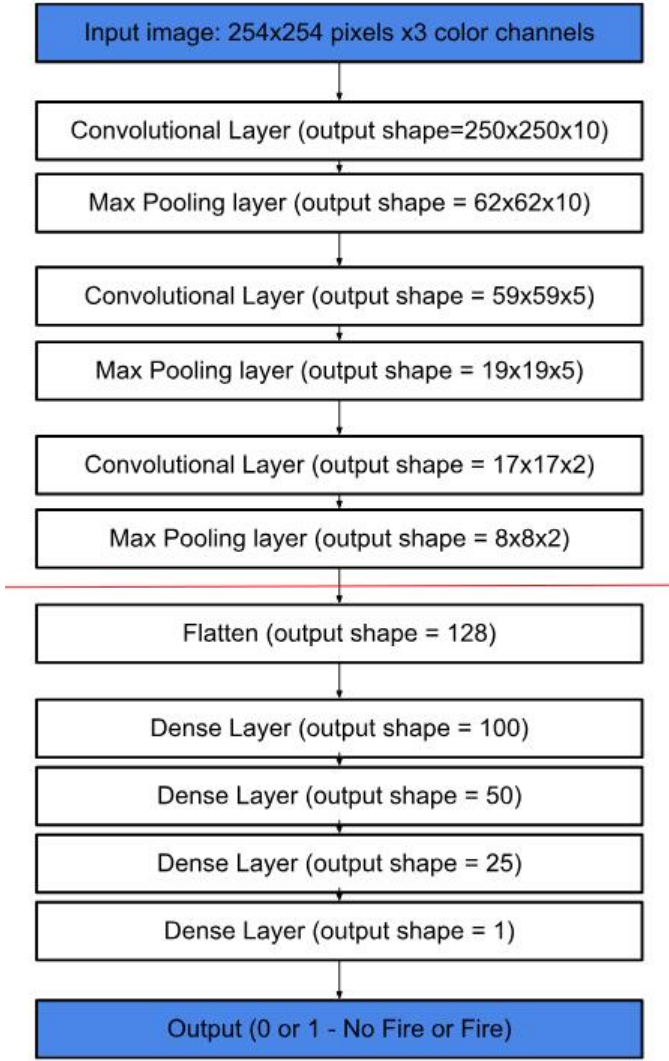 Input image: 254x254 pixels x3 color channels
Convolutional Layer (output shape=250x250x10)
Max Pooling layer (output shape = 62x62x10)
Convolutional Layer (output shape = 59x59x5)
Max Pooling layer (output shape = 19x19x5)
Convolutional Layer (output shape = 17x17x2)
Max Pooling layer (output shape = 8x8x2)
Flatten (output shape = 128)
Dense Layer (output shape = 100)
Dense Layer (output shape = 50)
Dense Layer (output shape = 25)
Dense Layer (output shape = 1)
Output (0 or 1 - No Fire or Fire)